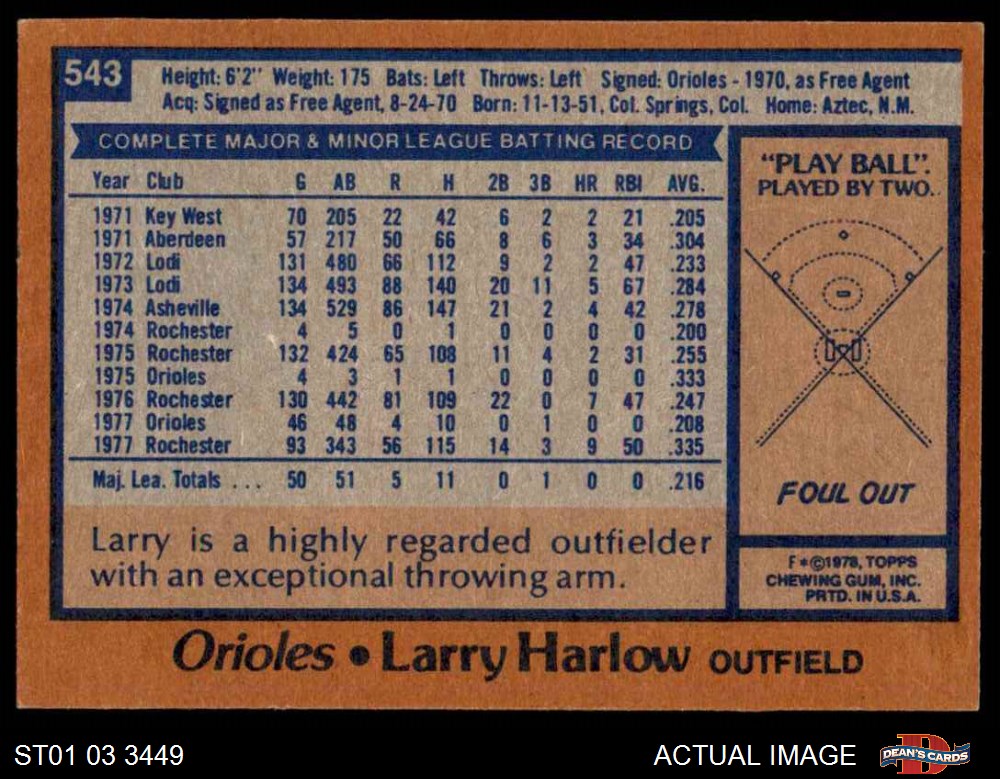 543
Height: 6'2" Weight: 175 Bats: Left Throws: Left Signed: Orioles - 1970, as Free Agent
Acq: Signed as Free Agent, 8-24-70 Born: 11-13-51, Col. Springs, Col. Home: Aztec, N.M.
COMPLETE MAJOR & MINOR LEAGUE BATTING RECORD
Year Club G AB R H 2B 3B HR RBI AVG.
1971 Key West 70 205 22 42 6 2 2 21 .205
1971 Aberdeen 57 217 50 66 8 6 3 34 .304
1972 Lodi 131 480 66 112 9 2 2 47 .233
1973 Lodi 134 493 88 140 20 11 5 67 .284
1974 Asheville 134 529 86 147 21 2 4 42 .278
1974 Rochester 4 5 0 1 0 0 0 0 .200
1975 Rochester 132 424 65 108 11 4 2 31 .255
1975 Orioles 4 3 1 1 0 0 0 0 .333
1976 Rochester 130 442 81 109 22 0 7 47 .247
1977 Orioles 46 48 4 10 0 1 0 0 .208
1977 Rochester 93 343 56 115 14 3 9 50 .335
Maj. Lea. Totals . . . 50 51 5 11 0 1 0 0 .216
Larry is a highly regarded outfielder
with an exceptional throwing arm.
"PLAY BALL".
PLAYED BY TWO..
FOUL OUT
F*©1978, TOPPS
CHEWING GUM, INC.
PRTD. IN U.S.A.
Orioles • Larry Harlow OUTFIELD
ST01 03 3449
ACTUAL IMAGE
D
DEAN'S CARDS